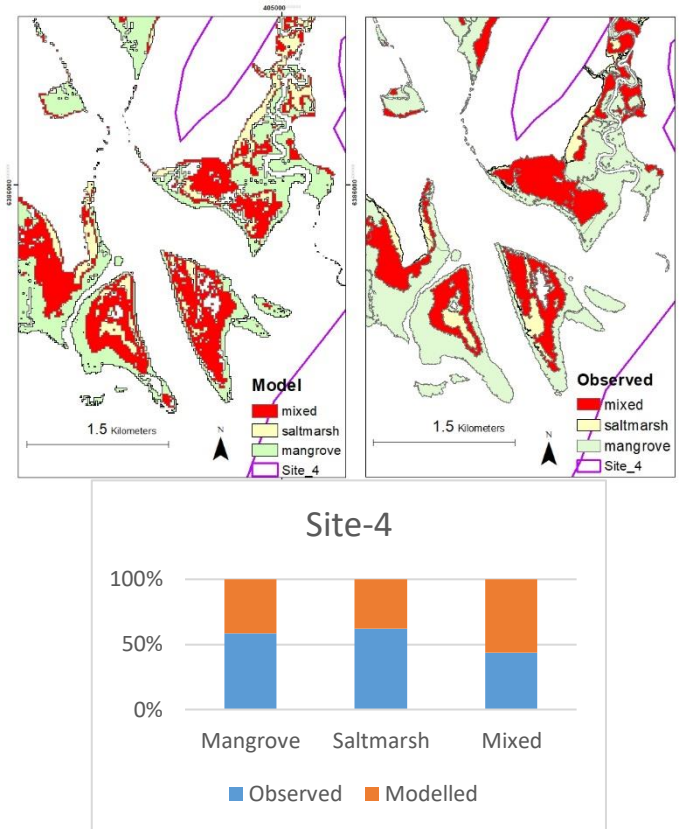 405000
6386000
Model
mixed
saltmarsh
mangrove
Site_4
1.5 Kilometers
N
Observed
mixed
saltmarsh
mangrove
Site_4
1.5 Kilometers
N
Site-4
100%
50%
0%
Mangrove Saltmarsh Mixed
Observed Modelled